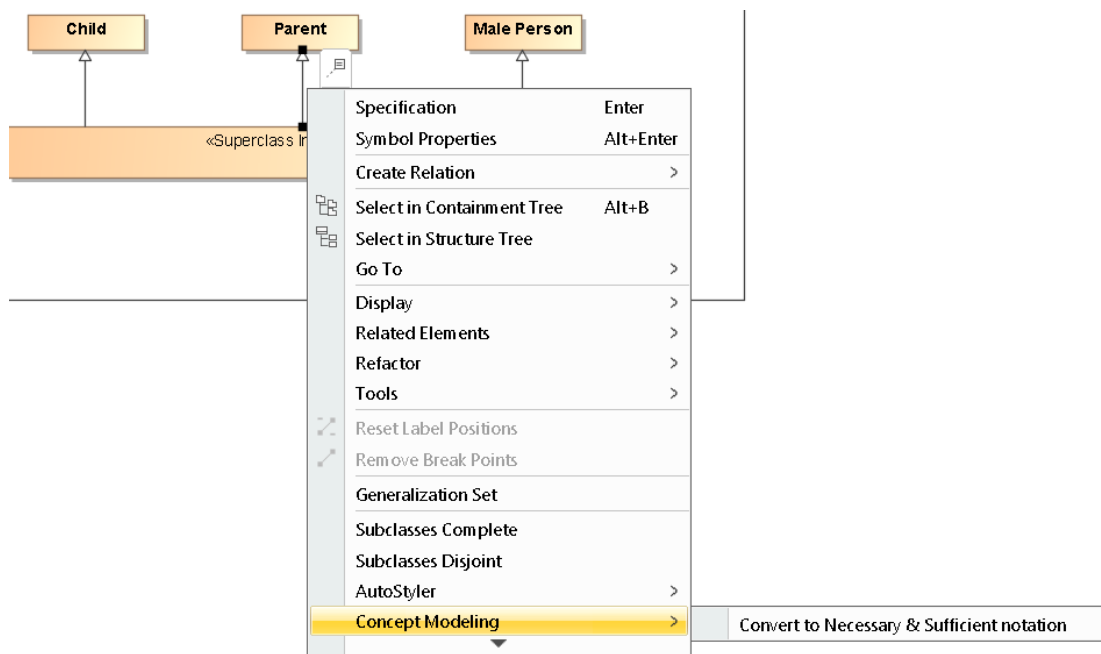 Child
Parent
Male Person
«Superclass In
Specification Enter
Symbol Properties Alt+Enter
Create Relation
Select in Containment Tree Alt+B
Select in Structure Tree
Go To
Display
Related Elements
Refactor
Tools
Reset Label Positions
Remove Break Points
Generalization Set
Subclasses Complete
Subclasses Disjoint
AutoStyler
Concept Modeling
Convert to Necessary & Sufficient notation